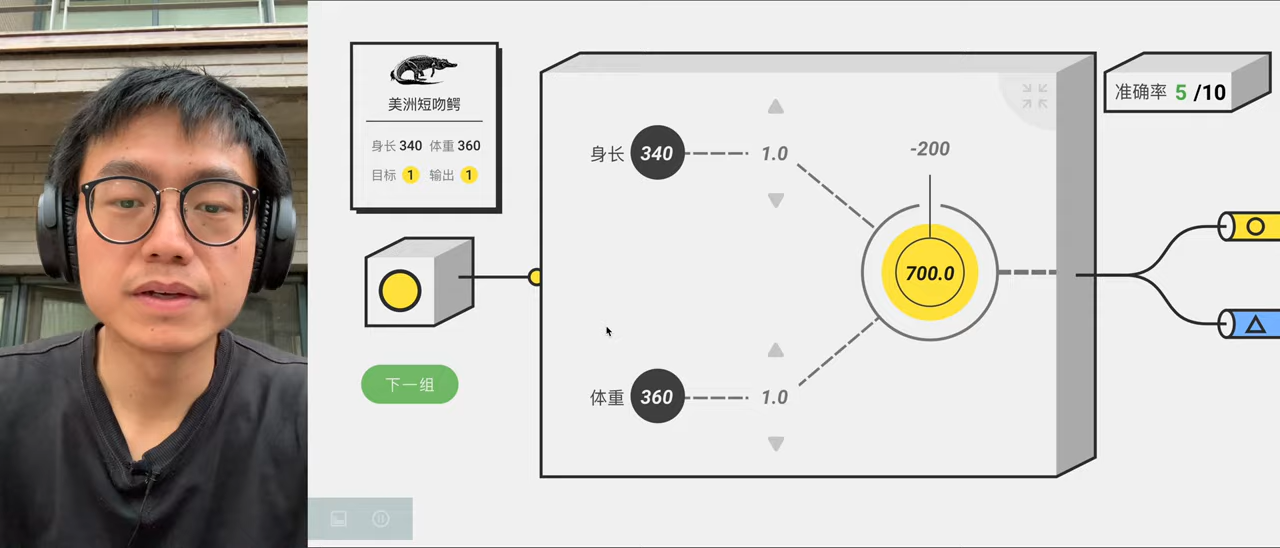 美洲短吻鳄
身长 340 体重 360
目标 1 输出 1
下一组
身长 340 1.0
-200
700.0
体重 360 1.0
准确率 5 /10